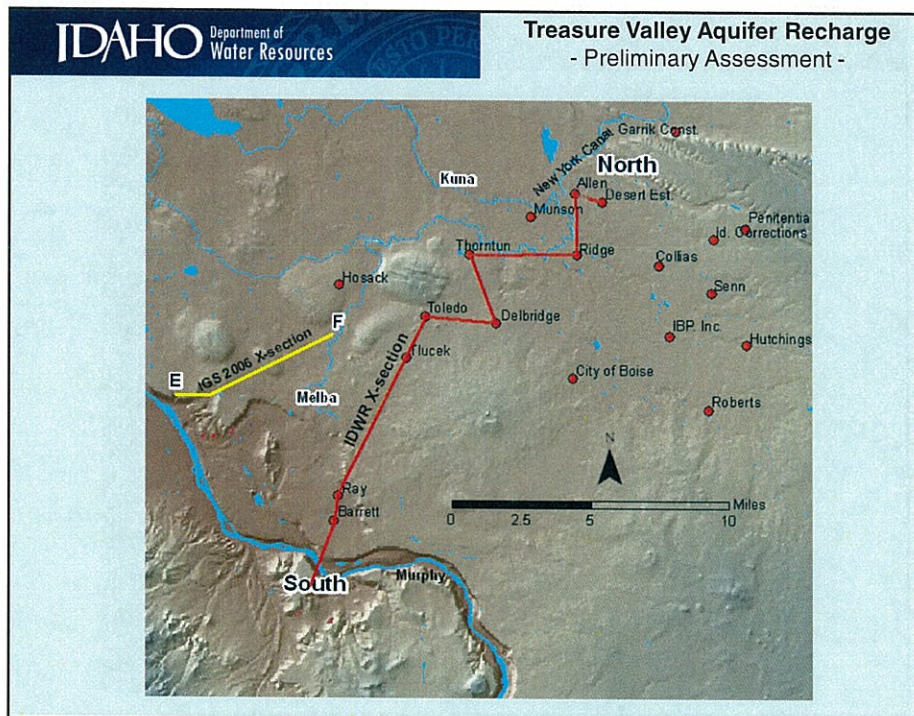 IDAHO Department of
Water Resources
Treasure Valley Aquifer Recharge
- Preliminary Assessment -
Garrik Const.
New York Canal
North
Kuna
Allen
Desert Est.
Munson
Penitentia
Id. Corrections
Thorntun
Ridge
Collias
Hosack
Senn
Toledo
Delbridge
F
IBP. Inc.
Hutchings
Tlucek
IGS 2006 X-section
E
City of Boise
Melba
IDWR X-section
Roberts
N
Ray
Miles
Barrett
0 2.5 5 10
South
Murphy